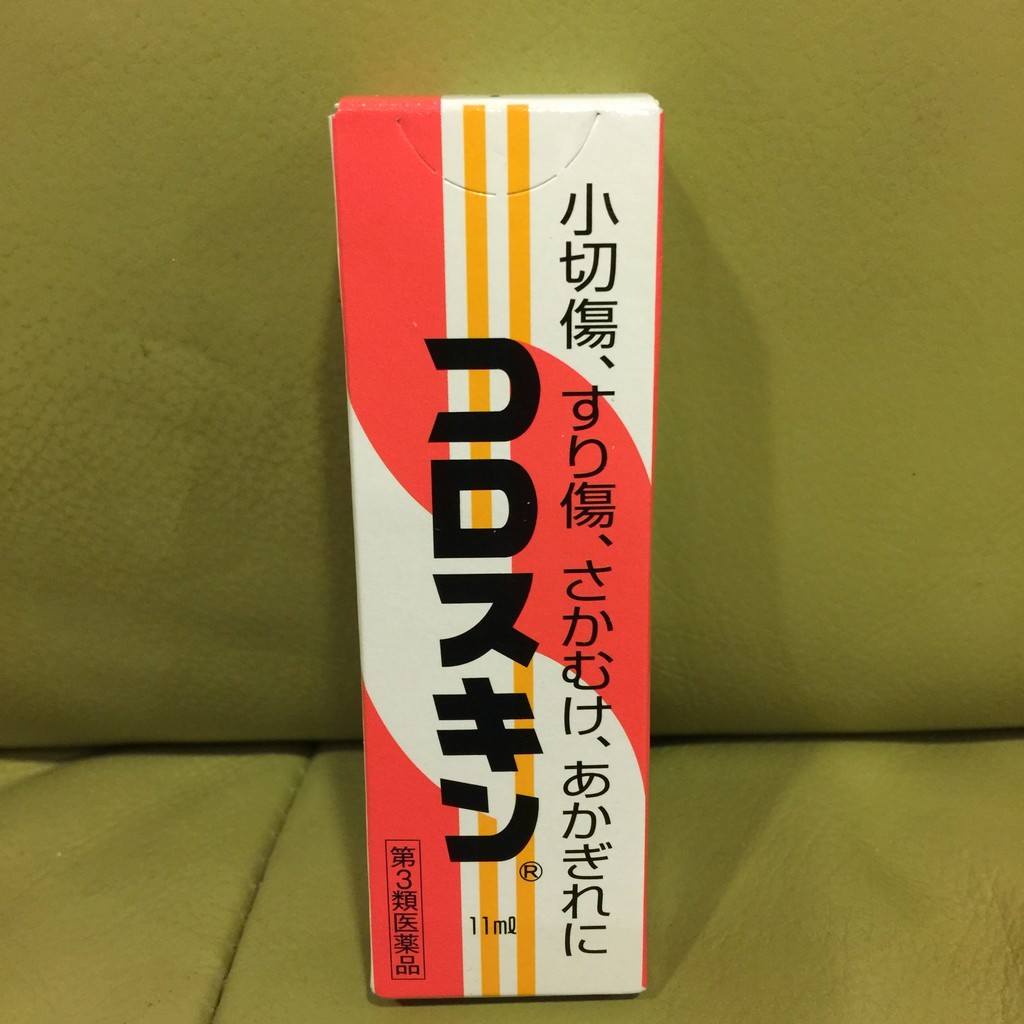 小切傷、すり傷、さかむけ、あかぎれに
コロスキン®
11ml
第3類医薬品